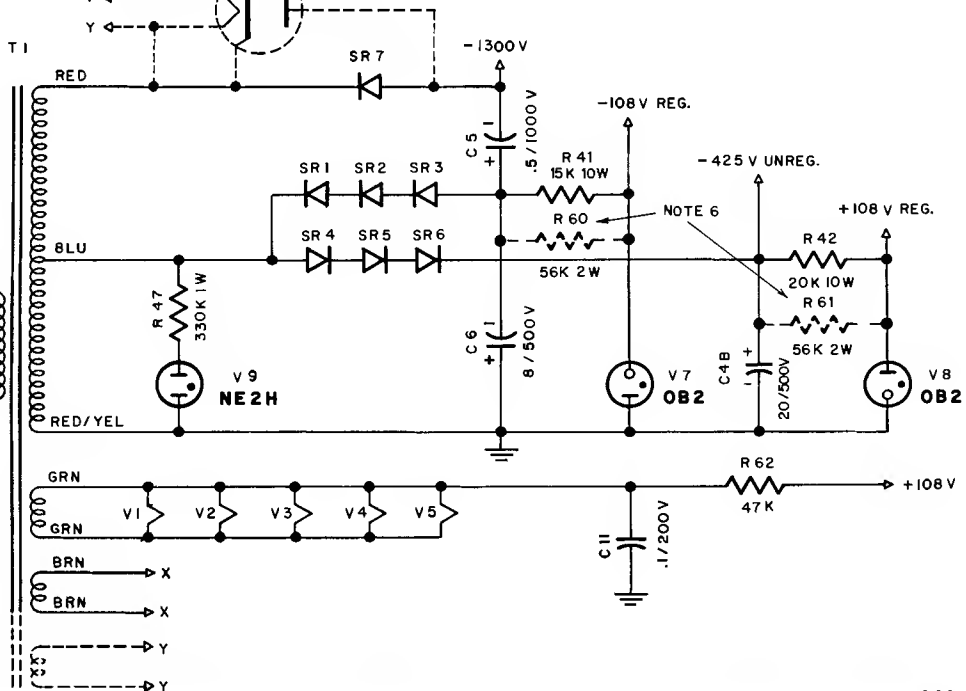 Y
T1
RED
SR7
-1300V
C5
.5/1000V
-108V REG.
R41
15K 10W
-425V UNREG.
SR1 SR2 SR3
NOTE 6
R60
+108V REG.
BLU
SR4 SR5 SR6
56K 2W
R42
20K 10W
R61
56K 2W
R47
330K 1W
C6
8/500V
C4B
20/500V
V9
NE2H
V7
OB2
V8
OB2
RED/YEL
GRN
V1 V2 V3 V4 V5
GRN
R62
47K
+108V
C11
.1/200V
BRN
X
BRN
X
Y
Y